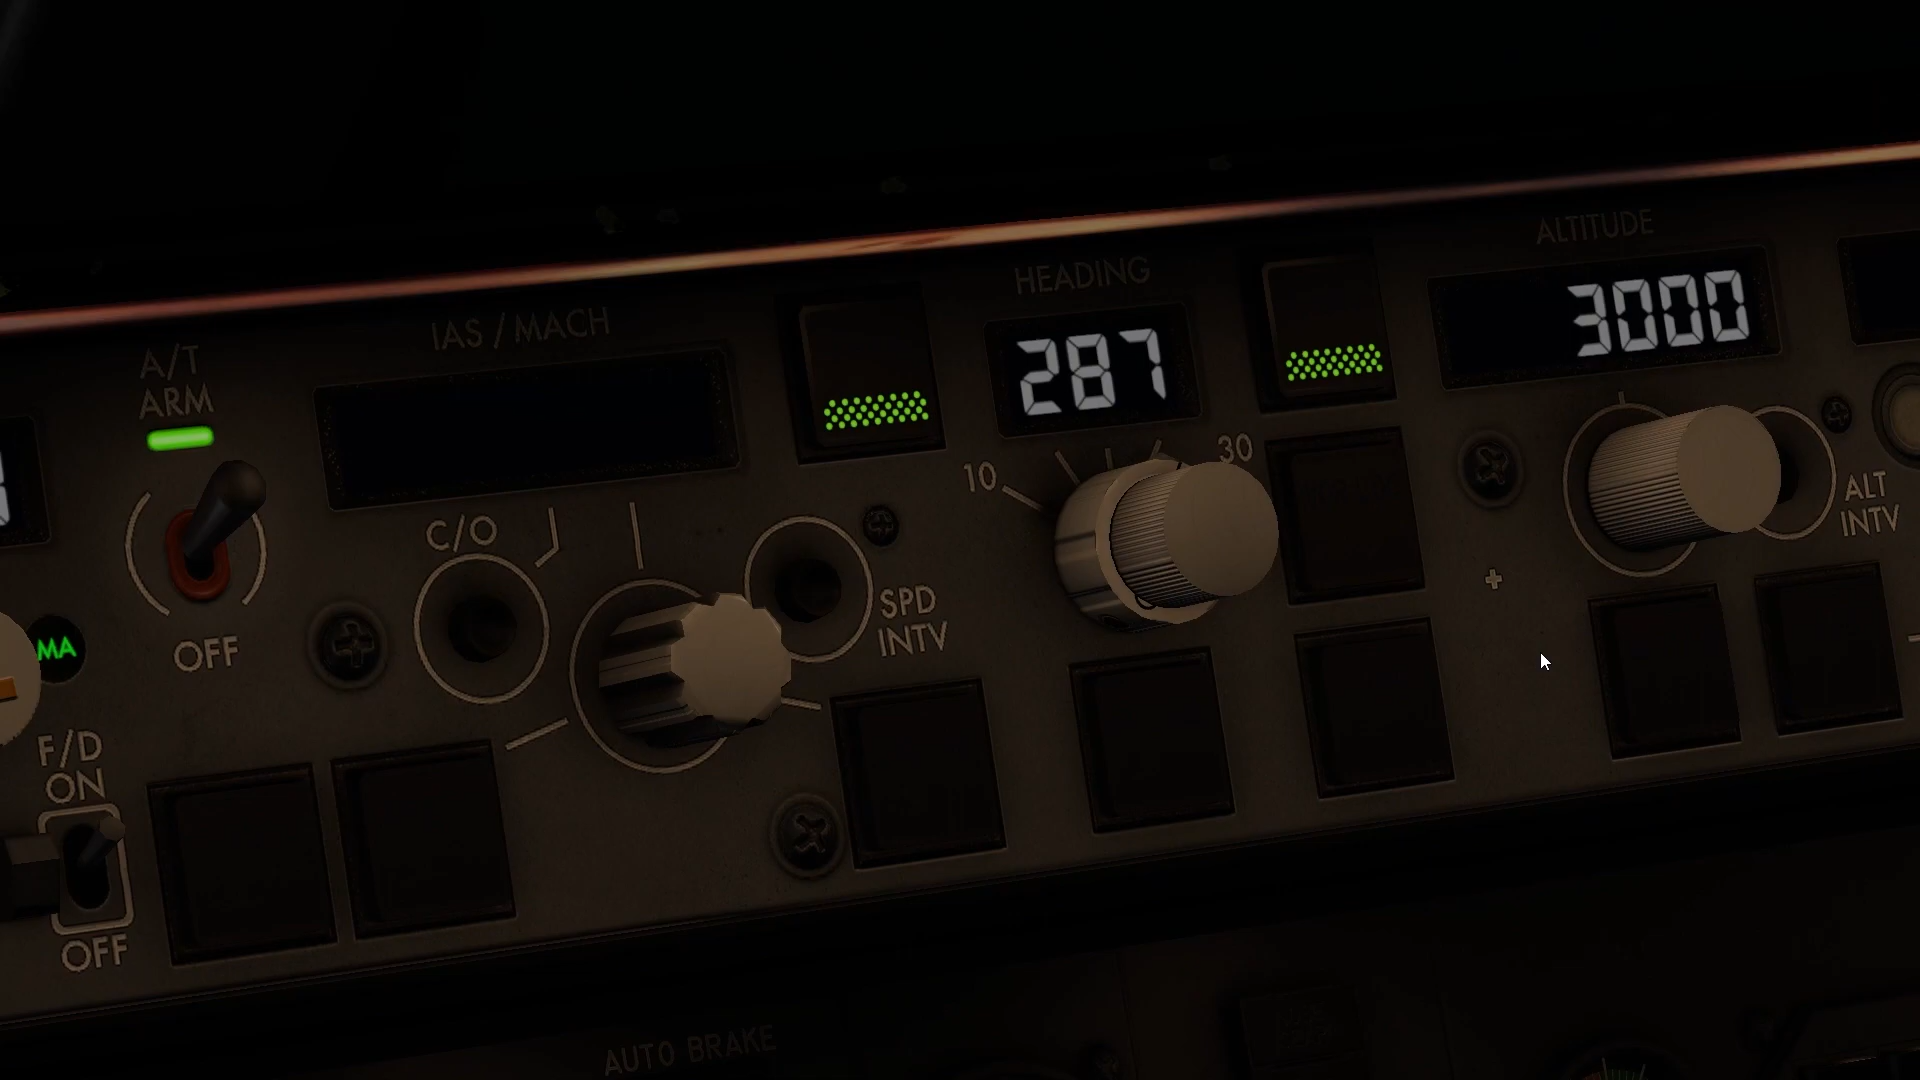 ALTITUDE
HEADING
3000
IAS / MACH
287
A/T
ARM
10
30
C/O
ALT
INTV
SPD
INTV
MA
OFF
F/D
ON
OFF
AUTO BRAKE